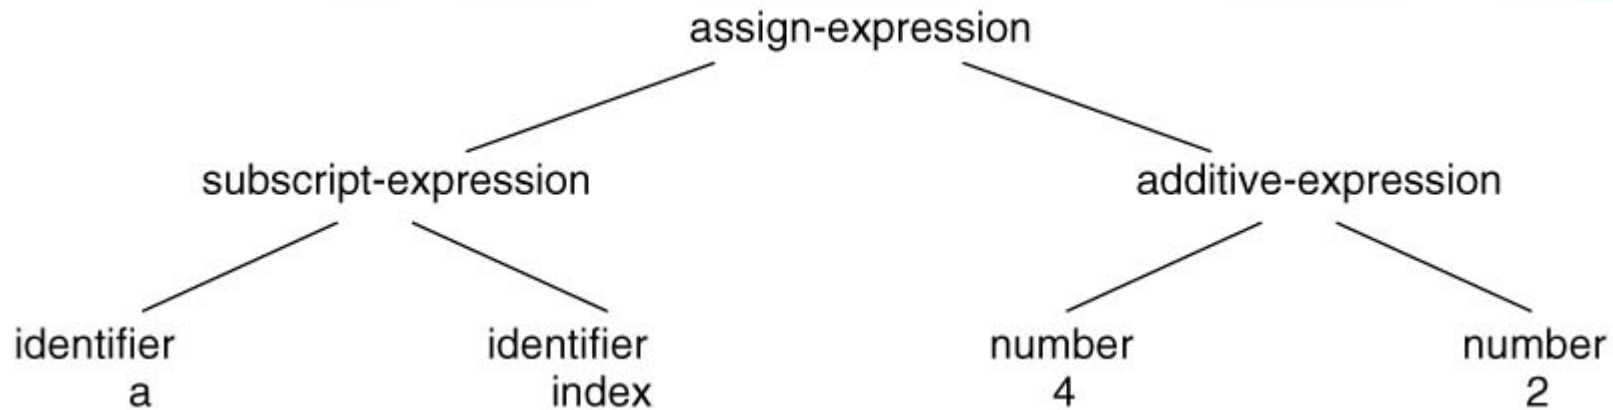 assign-expression
subscript-expression
additive-expression
identifier
a
identifier
index
number
4
number
2